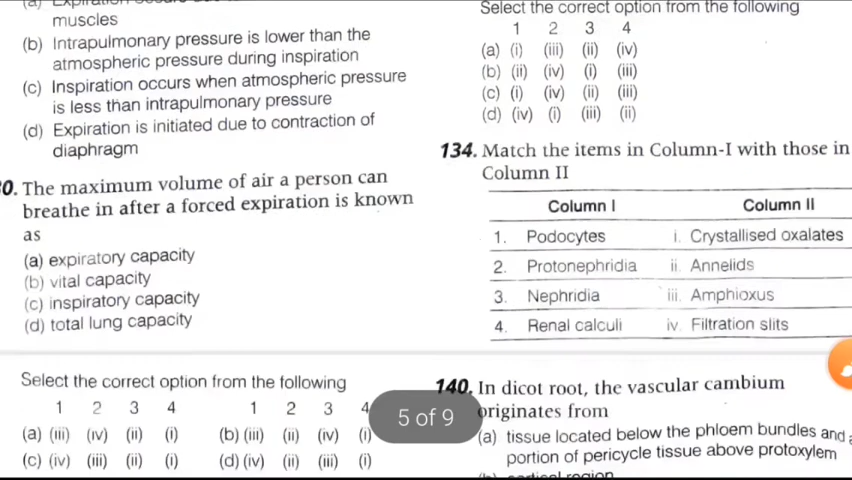 muscles
(b) Intrapulmonary pressure is lower than the
atmospheric pressure during inspiration
(c) Inspiration occurs when atmospheric pressure
is less than intrapulmonary pressure
(d) Expiration is initiated due to contraction of
diaphragm
0. The maximum volume of air a person can
breathe in after a forced expiration is known
as
(a) expiratory capacity
(b) vital capacity
(c) inspiratory capacity
(d) total lung capacity
Select the correct option from the following
1 2 3 4
(a) (i) (iii) (ii) (iv)
(b) (ii) (iv) (i) (iii)
(c) (i) (iv) (ii) (iii)
(d) (iv) (i) (iii) (ii)
134. Match the items in Column-I with those in
Column II
Column I Column II
1. Podocytes i. Crystallised oxalates
2. Protonephridia ii. Annelids
3. Nephridia iii. Amphioxus
4. Renal calculi iv. Filtration slits
Select the correct option from the following
1 2 3 4 1 2 3 4
(a) (iii) (iv) (ii) (i) (b) (iii) (ii) (iv) (i)
(c) (iv) (iii) (ii) (i) (d) (iv) (ii) (iii) (i)
5 of 9
140. In dicot root, the vascular cambium
originates from
(a) tissue located below the phloem bundles and
portion of pericycle tissue above protoxylem